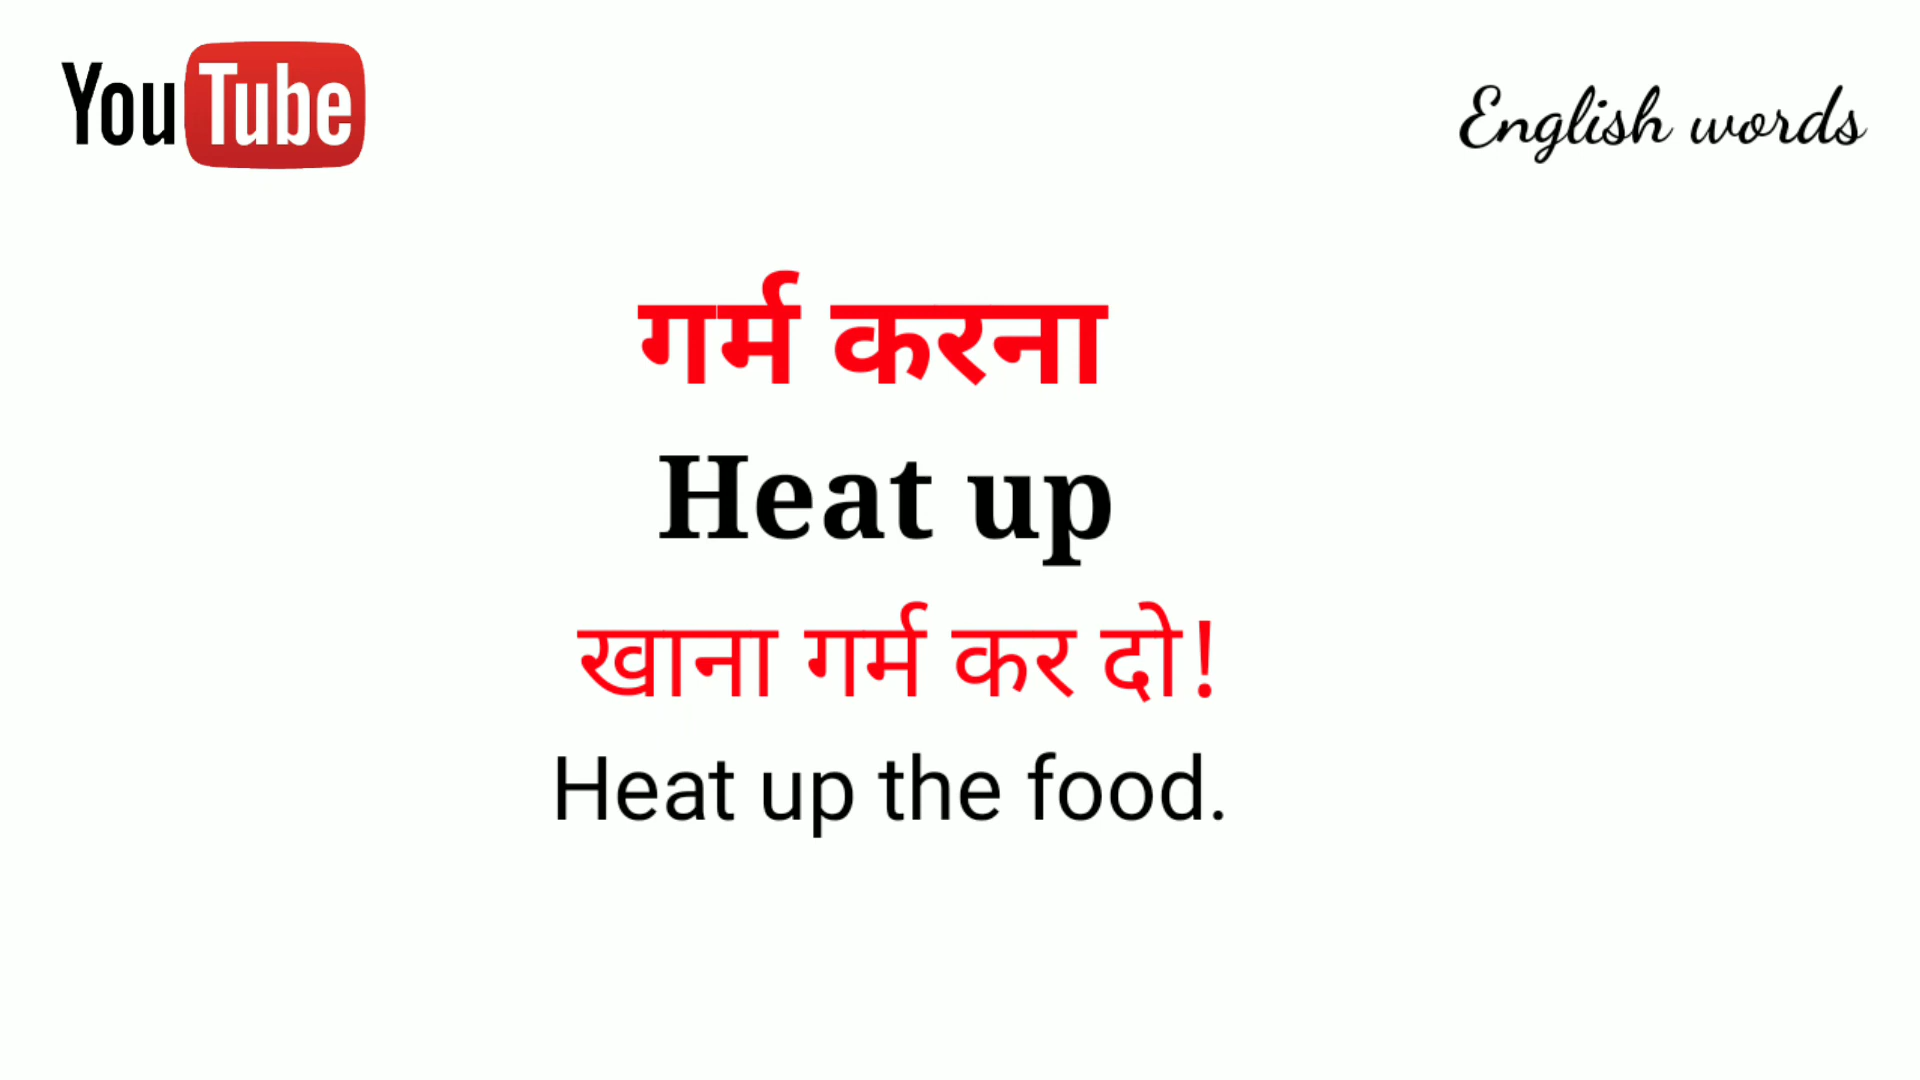 YouTube
English words
गर्म करना
Heat up
खाना गर्म कर दो!
Heat up the food.